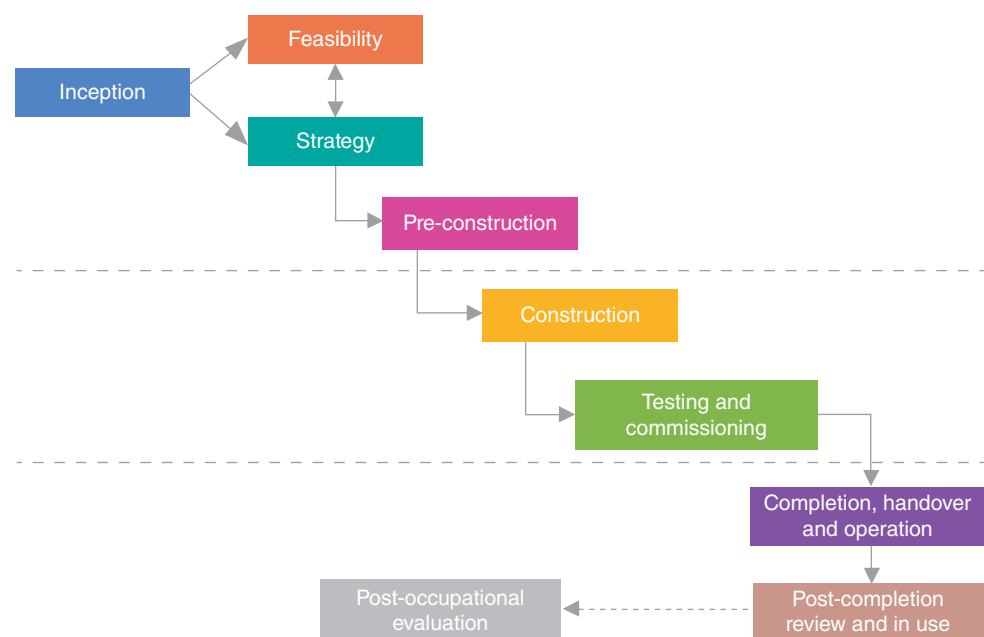 Feasibility
Inception
Strategy
Pre-construction
Construction
Testing and
commissioning
Completion, handover
and operation
Post-occupational
evaluation
Post-completion
review and in use